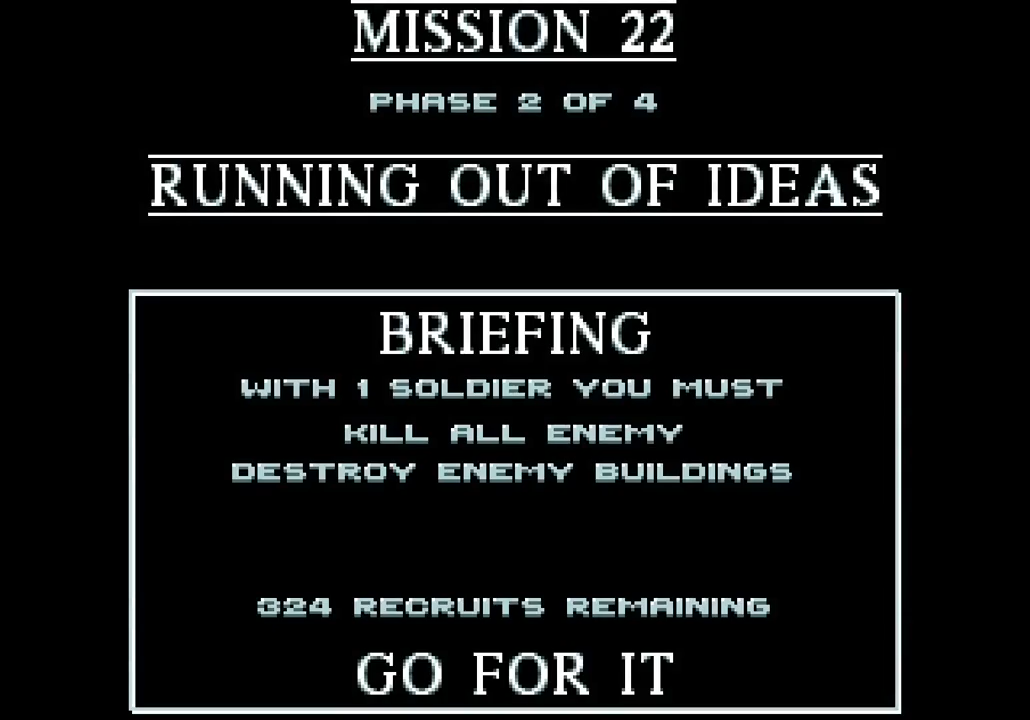 MISSION 22
PHASE 2 OF 4
RUNNING OUT OF IDEAS
BRIEFING
WITH 1 SOLDIER YOU MUST
KILL ALL ENEMY
DESTROY ENEMY BUILDINGS
324 RECRUITS REMAINING
GO FOR IT